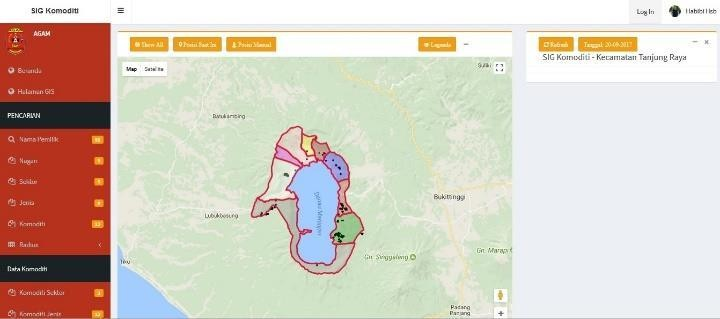 SIG Komoditi
☰
Log In
Habibi Hsb
AGAM
Beranda
Halaman GIS
PENCARIAN
Nama Pemilik
Nagari
Sektor
Jenis
Komoditi
Radius
Data Komoditi
Komoditi Sektor
Komoditi Jenis
Show All
Posisi Saat Ini
Posisi Manual
Legenda
Map
Satellite
Suliki
Batukambing
Lubukbasung
Danau Maninjau
Bukittinggi
Tiku
Gn. Singgalang
Gn. Marapi
Padang
Panjang
Refresh
Tanggal: 20-09-2017
SIG Komoditi - Kecamatan Tanjung Raya